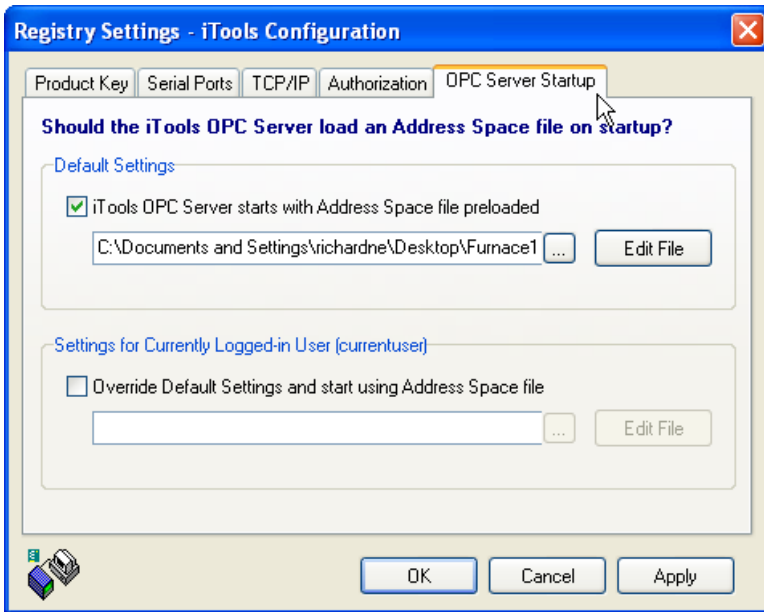 Registry Settings - iTools Configuration
Product Key Serial Ports TCP/IP Authorization OPC Server Startup
Should the iTools OPC Server load an Address Space file on startup?
Default Settings
iTools OPC Server starts with Address Space file preloaded
C:\Documents and Settings\richardne\Desktop\Furnace1 ... Edit File
Settings for Currently Logged-in User (currentuser)
Override Default Settings and start using Address Space file
... Edit File
OK Cancel Apply